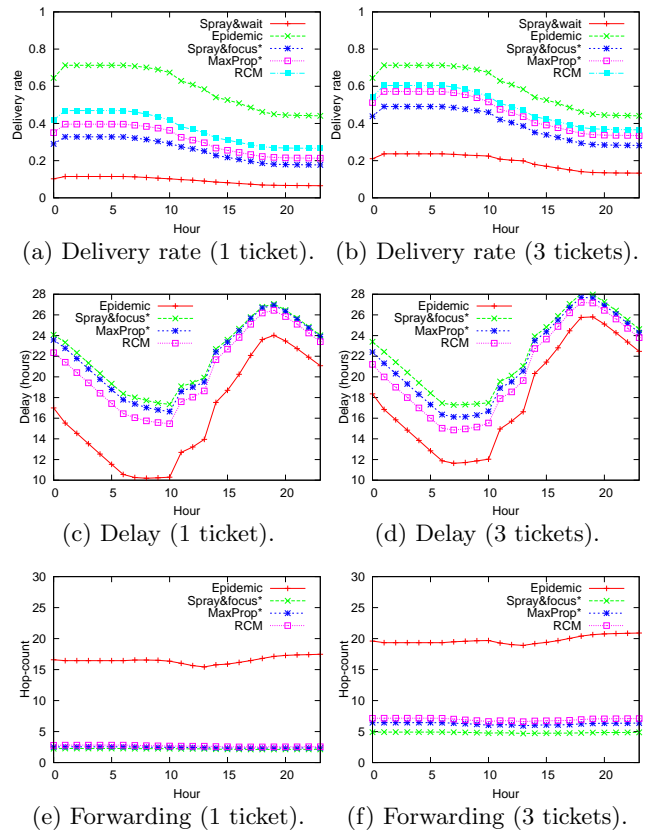 Spray&wait
Epidemic
Spray&focus*
MaxProp*
RCM
Delivery rate
1
0.8
0.6
0.4
0.2
0
0 5 10 15 20
Hour
(a) Delivery rate (1 ticket).
Spray&wait
Epidemic
Spray&focus*
MaxProp*
RCM
Delivery rate
1
0.8
0.6
0.4
0.2
0
0 5 10 15 20
Hour
(b) Delivery rate (3 tickets).
Epidemic
Spray&focus*
MaxProp*
RCM
Delay (hours)
28
26
24
22
20
18
16
14
12
10
0 5 10 15 20
Hour
(c) Delay (1 ticket).
Epidemic
Spray&focus*
MaxProp*
RCM
Delay (hours)
28
26
24
22
20
18
16
14
12
10
0 5 10 15 20
Hour
(d) Delay (3 tickets).
Epidemic
Spray&focus*
MaxProp*
RCM
Hop-count
30
25
20
15
10
5
0
0 5 10 15 20
Hour
(e) Forwarding (1 ticket).
Epidemic
Spray&focus*
MaxProp*
RCM
Hop-count
30
25
20
15
10
5
0
0 5 10 15 20
Hour
(f) Forwarding (3 tickets).